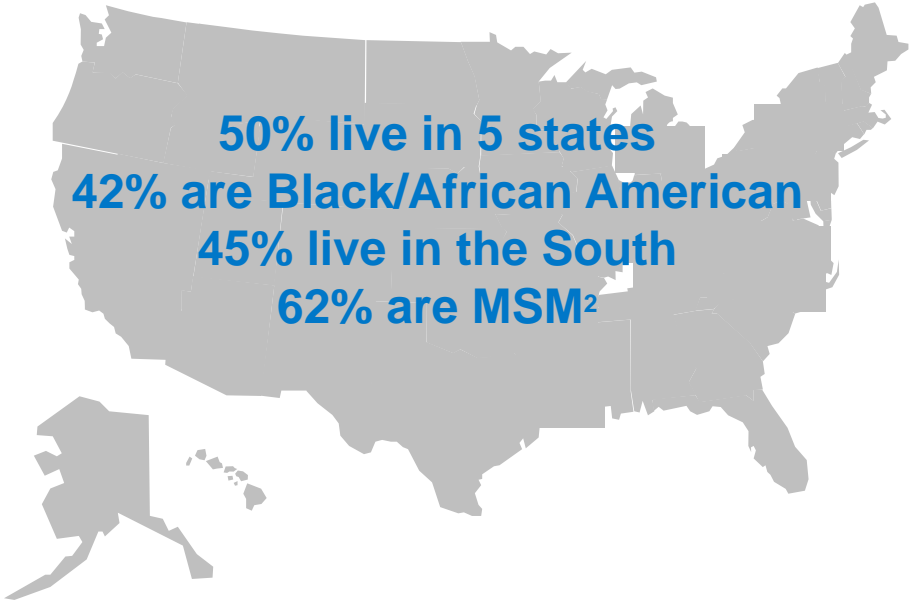 50% live in 5 states
42% are Black/African American
45% live in the South
62% are MSM²